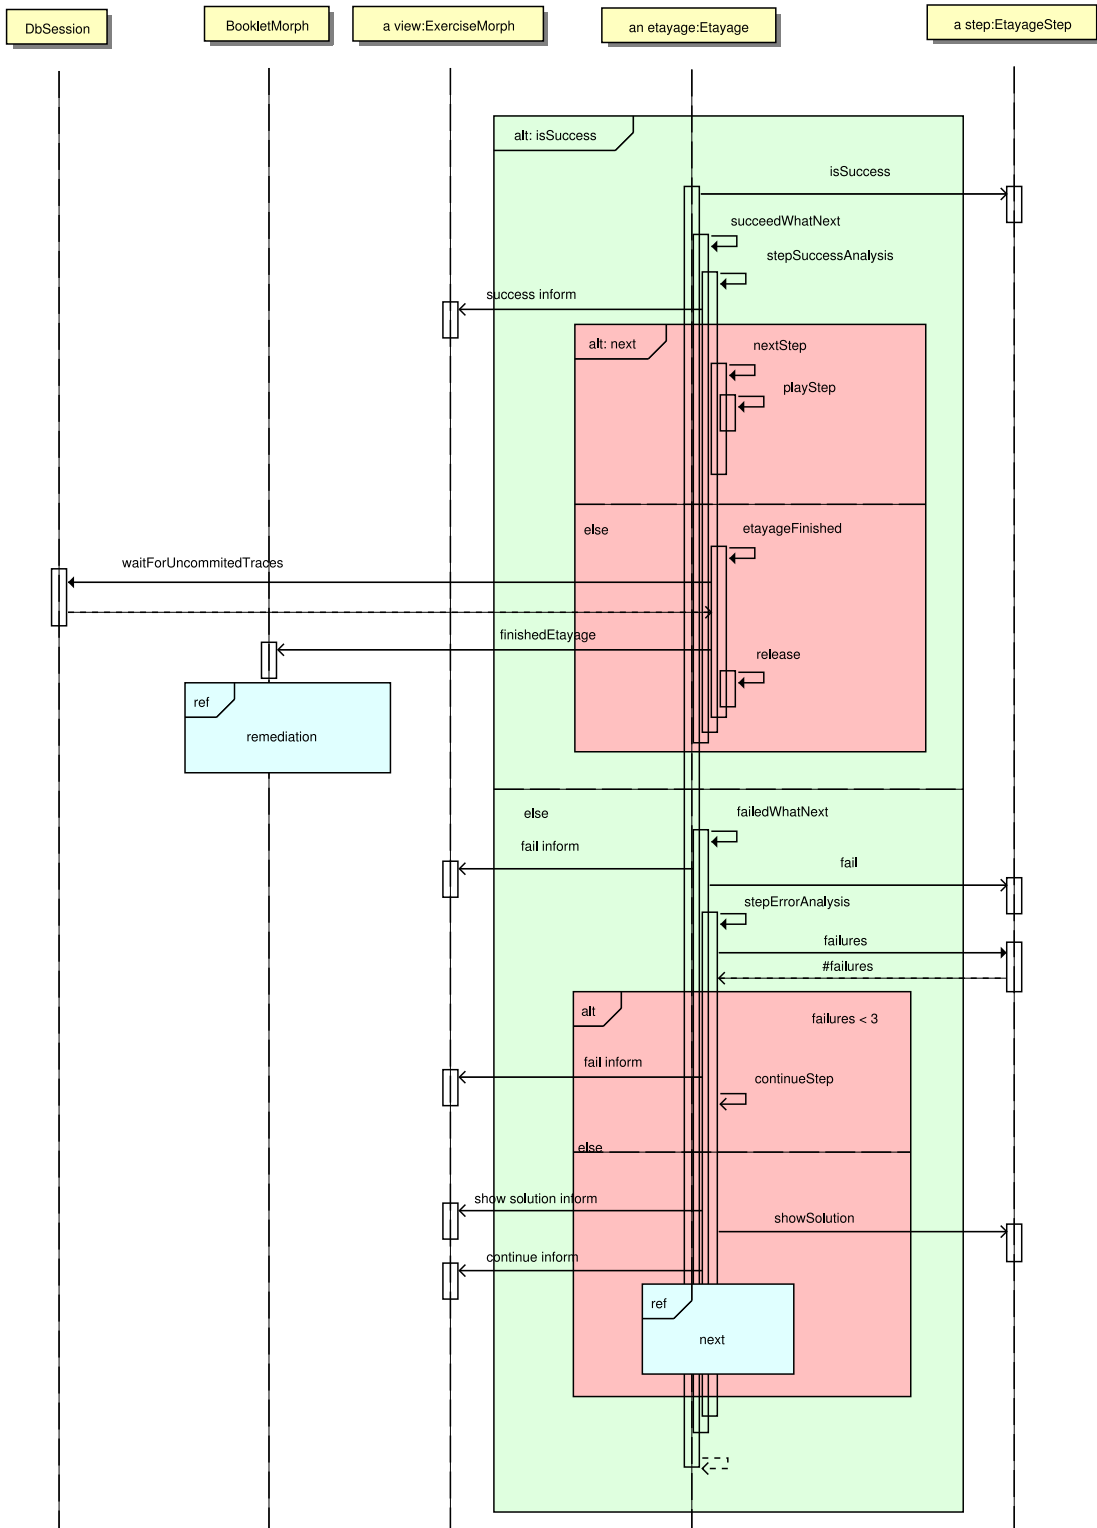 DbSession
BookletMorph
a view:ExerciseMorph
an etayage:Etayage
a step:EtayageStep
alt: isSuccess
isSuccess
succeedWhatNext
stepSuccessAnalysis
success inform
alt: next
nextStep
playStep
else
etayageFinished
waitForUncommitedTraces
finishedEtayage
release
ref
remediation
else
failedWhatNext
fail inform
fail
stepErrorAnalysis
failures
#failures
alt
failures < 3
fail inform
continueStep
else
show solution inform
showSolution
continue inform
ref
next